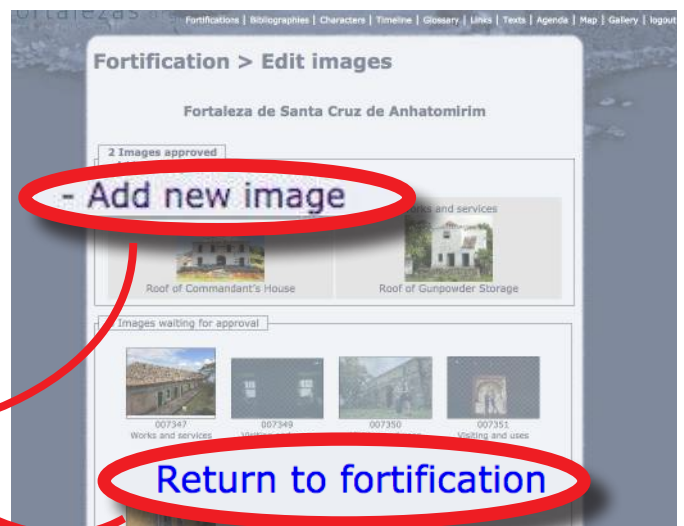 Fortifications | Bibliographies | Characters | Timeline | Glossary | Links | Texts | Agenda | Map | Gallery | logout
Fortification > Edit images
Fortaleza de Santa Cruz de Anhatomirim
2 Images approved
- Add new image
and services
Roof of Commandant's House
Roof of Gunpowder Storage
Images waiting for approval
007347
007349
007350
007351
Works and services
Visiting and uses
Return to fortification